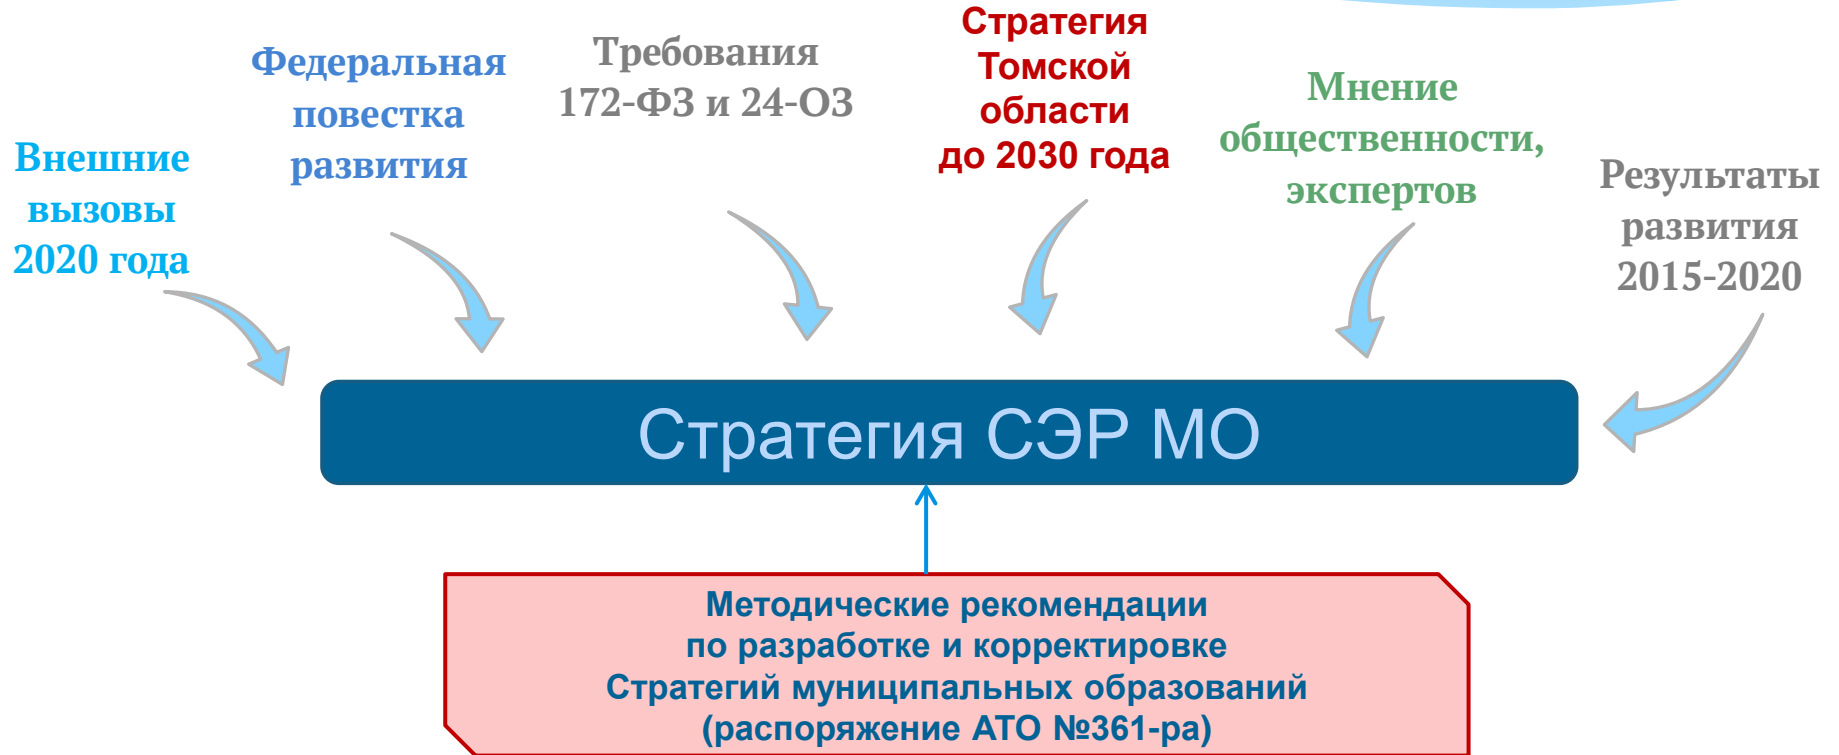 Внешние
вызовы
2020 года
Федеральная
повестка
развития
Требования
172-ФЗ и 24-ОЗ
Стратегия
Томской
области
до 2030 года
Мнение
общественности,
экспертов
Результаты
развития
2015-2020
Стратегия СЭР МО
Методические рекомендации
по разработке и корректировке
Стратегий муниципальных образований
(распоряжение АТО №361-ра)